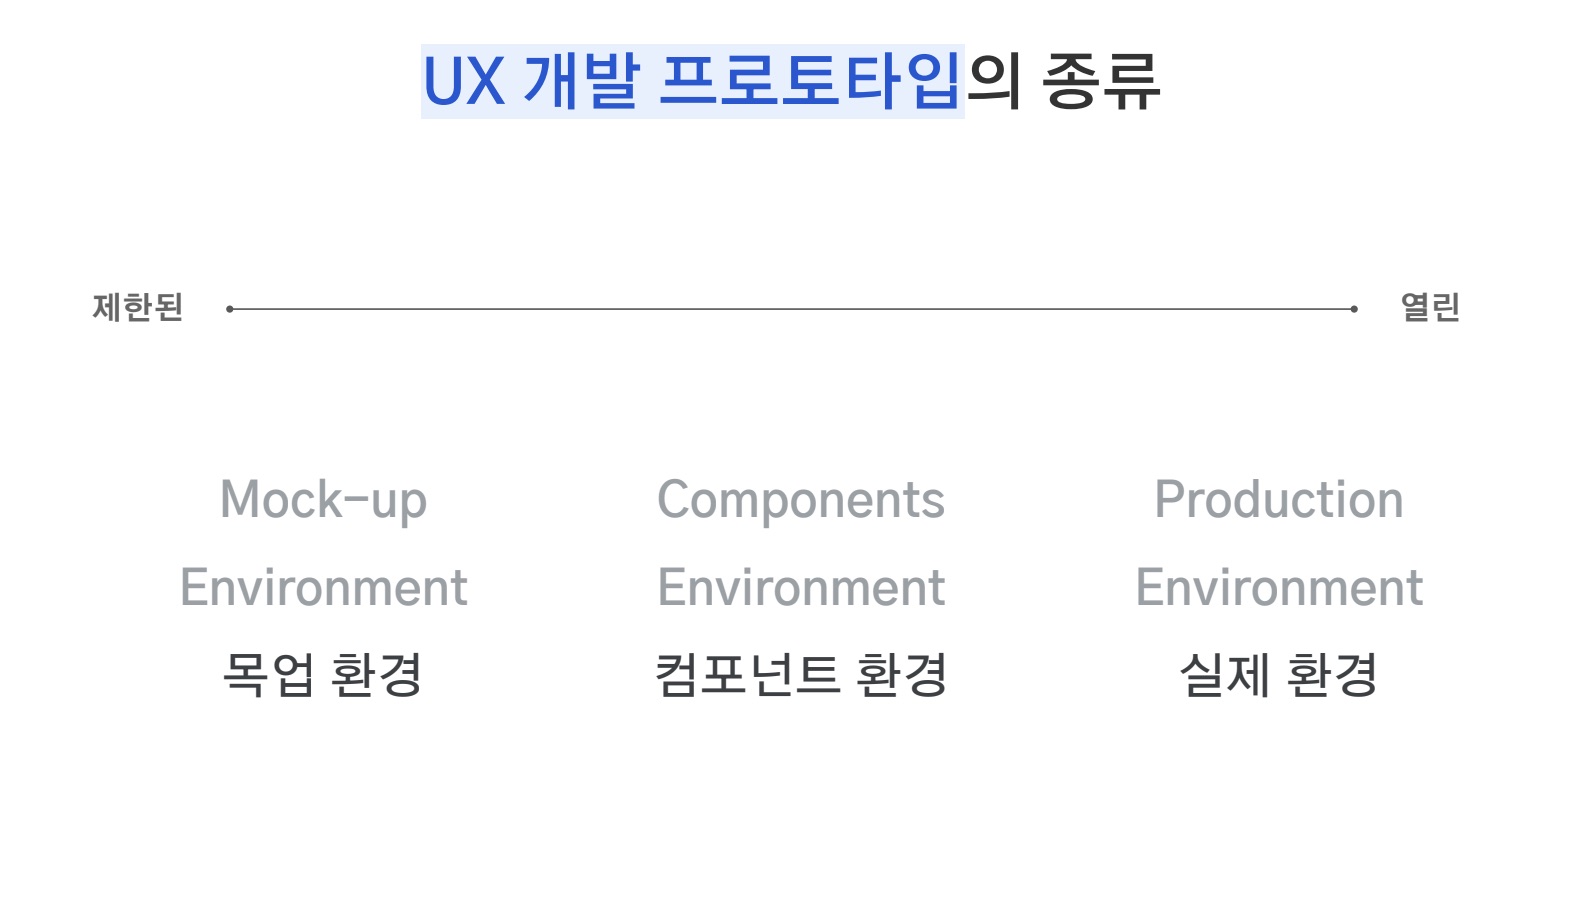 UX 개발 프로토타입의 종류
제한된
열린
Mock-up
Environment
목업 환경
Components
Environment
컴포넌트 환경
Production
Environment
실제 환경